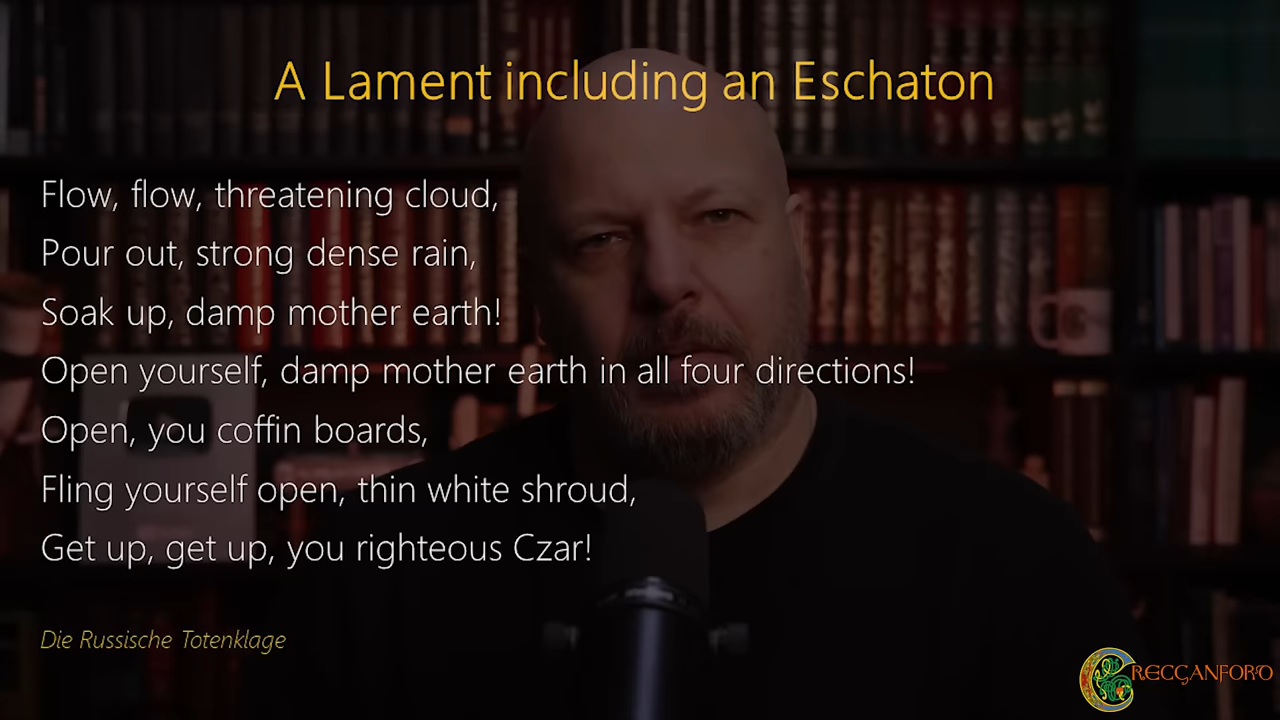 A Lament including an Eschaton
Flow, flow, threatening cloud,
Pour out, strong dense rain,
Soak up, damp mother earth!
Open yourself, damp mother earth in all four directions!
Open, you coffin boards,
Fling yourself open, thin white shroud,
Get up, get up, you righteous Czar!
Die Russische Totenklage
CRECGANFORD